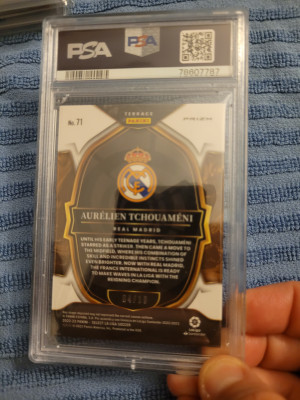 PSA
PSA
78607787
TERRACE
No. 71
PANINI
AURÉLIEN TCHOUAMÉNI
REAL MADRID
UNTIL HIS EARLY TEENAGE YEARS, TCHOUAMÉNI
STARRED AS A STRIKER. THEN CAME A MOVE TO
THE MIDFIELD, WHERE HIS COMBINATION OF
SKILL AND INCREDIBLE INSTINCTS SHINED
EVEN BRIGHTER. NOW WITH REAL MADRID,
THE FRANCE INTERNATIONAL IS READY
TO MAKE WAVES IN LA LIGA WITH THE
REIGNING CHAMPION.